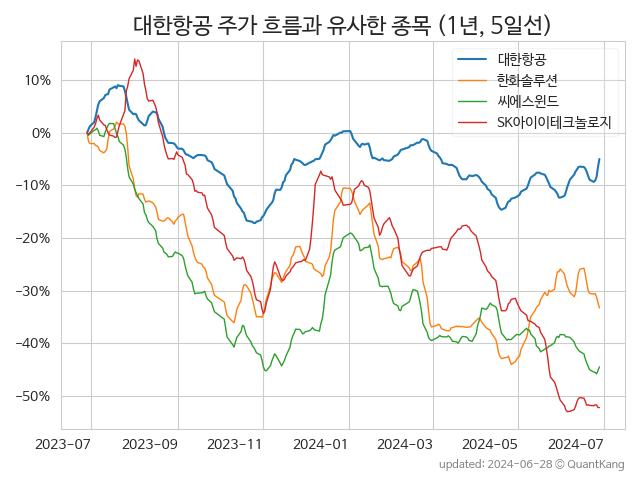 대한항공 주가 흐름과 유사한 종목 (1년, 5일선)
대한항공
한화솔루션
씨에스윈드
SK아이이테크놀로지
10%
0%
−10%
−20%
−30%
−40%
−50%
2023-07
2023-09
2023-11
2024-01
2024-03
2024-05
2024-07
updated: 2024-06-28 © QuantKang